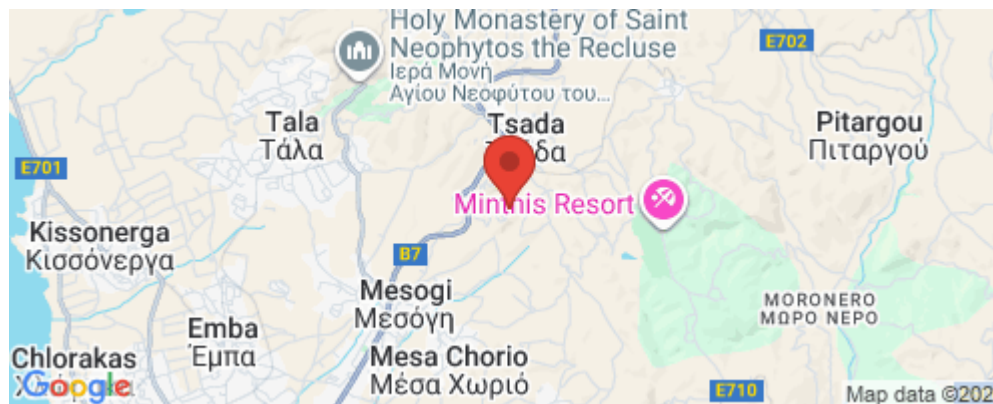 Holy Monastery of Saint
Neophytos the Recluse
Ιερά Μονή
Αγίου Νεοφύτου του...
E702
Tala
Τάλα
Tsada
Pitargou
Πιταργού
E701
Minthis Resort
Kissonerga
Κισσόνεργα
B7
Mesogi
Μεσόγη
MORONERO
ΜΩΡΟ ΝΕΡΟ
Emba
Έμπα
Mesa Chorio
Μέσα Χωριό
Chlorakas
Google
E710
Map data ©202